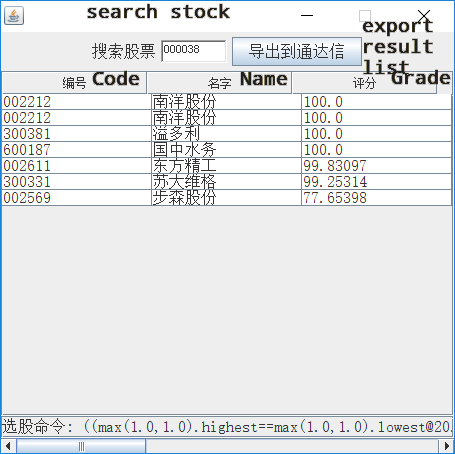 search stock
搜索股票 000038 导出到通达信 export result list
编号 Code 名字 Name 评分 Grade
002212 南洋股份 100.0
002212 南洋股份 100.0
300381 溢多利 100.0
600187 国中水务 100.0
002611 东方精工 99.83097
300331 苏大维格 99.25314
002569 步森股份 77.65398
选股命令: ((max(1.0,1.0).highest==max(1.0,1.0).lowest@20.